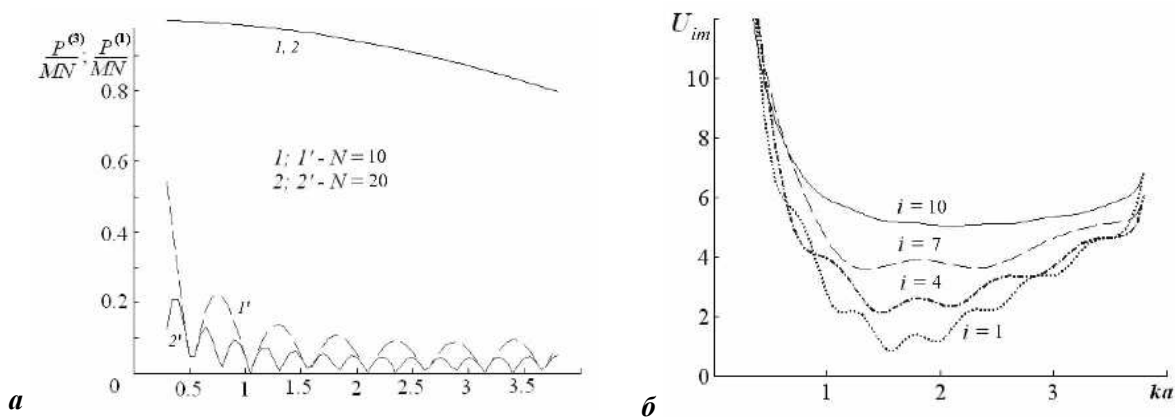 P(3)/MN ; P(1)/MN
1, 2
0.8
0.6
1; 1' - N = 10
2; 2' - N = 20
0.4
0.2
1'
2'
0
0.5 1 1.5 2 2.5 3 3.5
а
U_im
10
8
6
4
2
0
i = 10
i = 7
i = 4
i = 1
1 2 3 ka
б